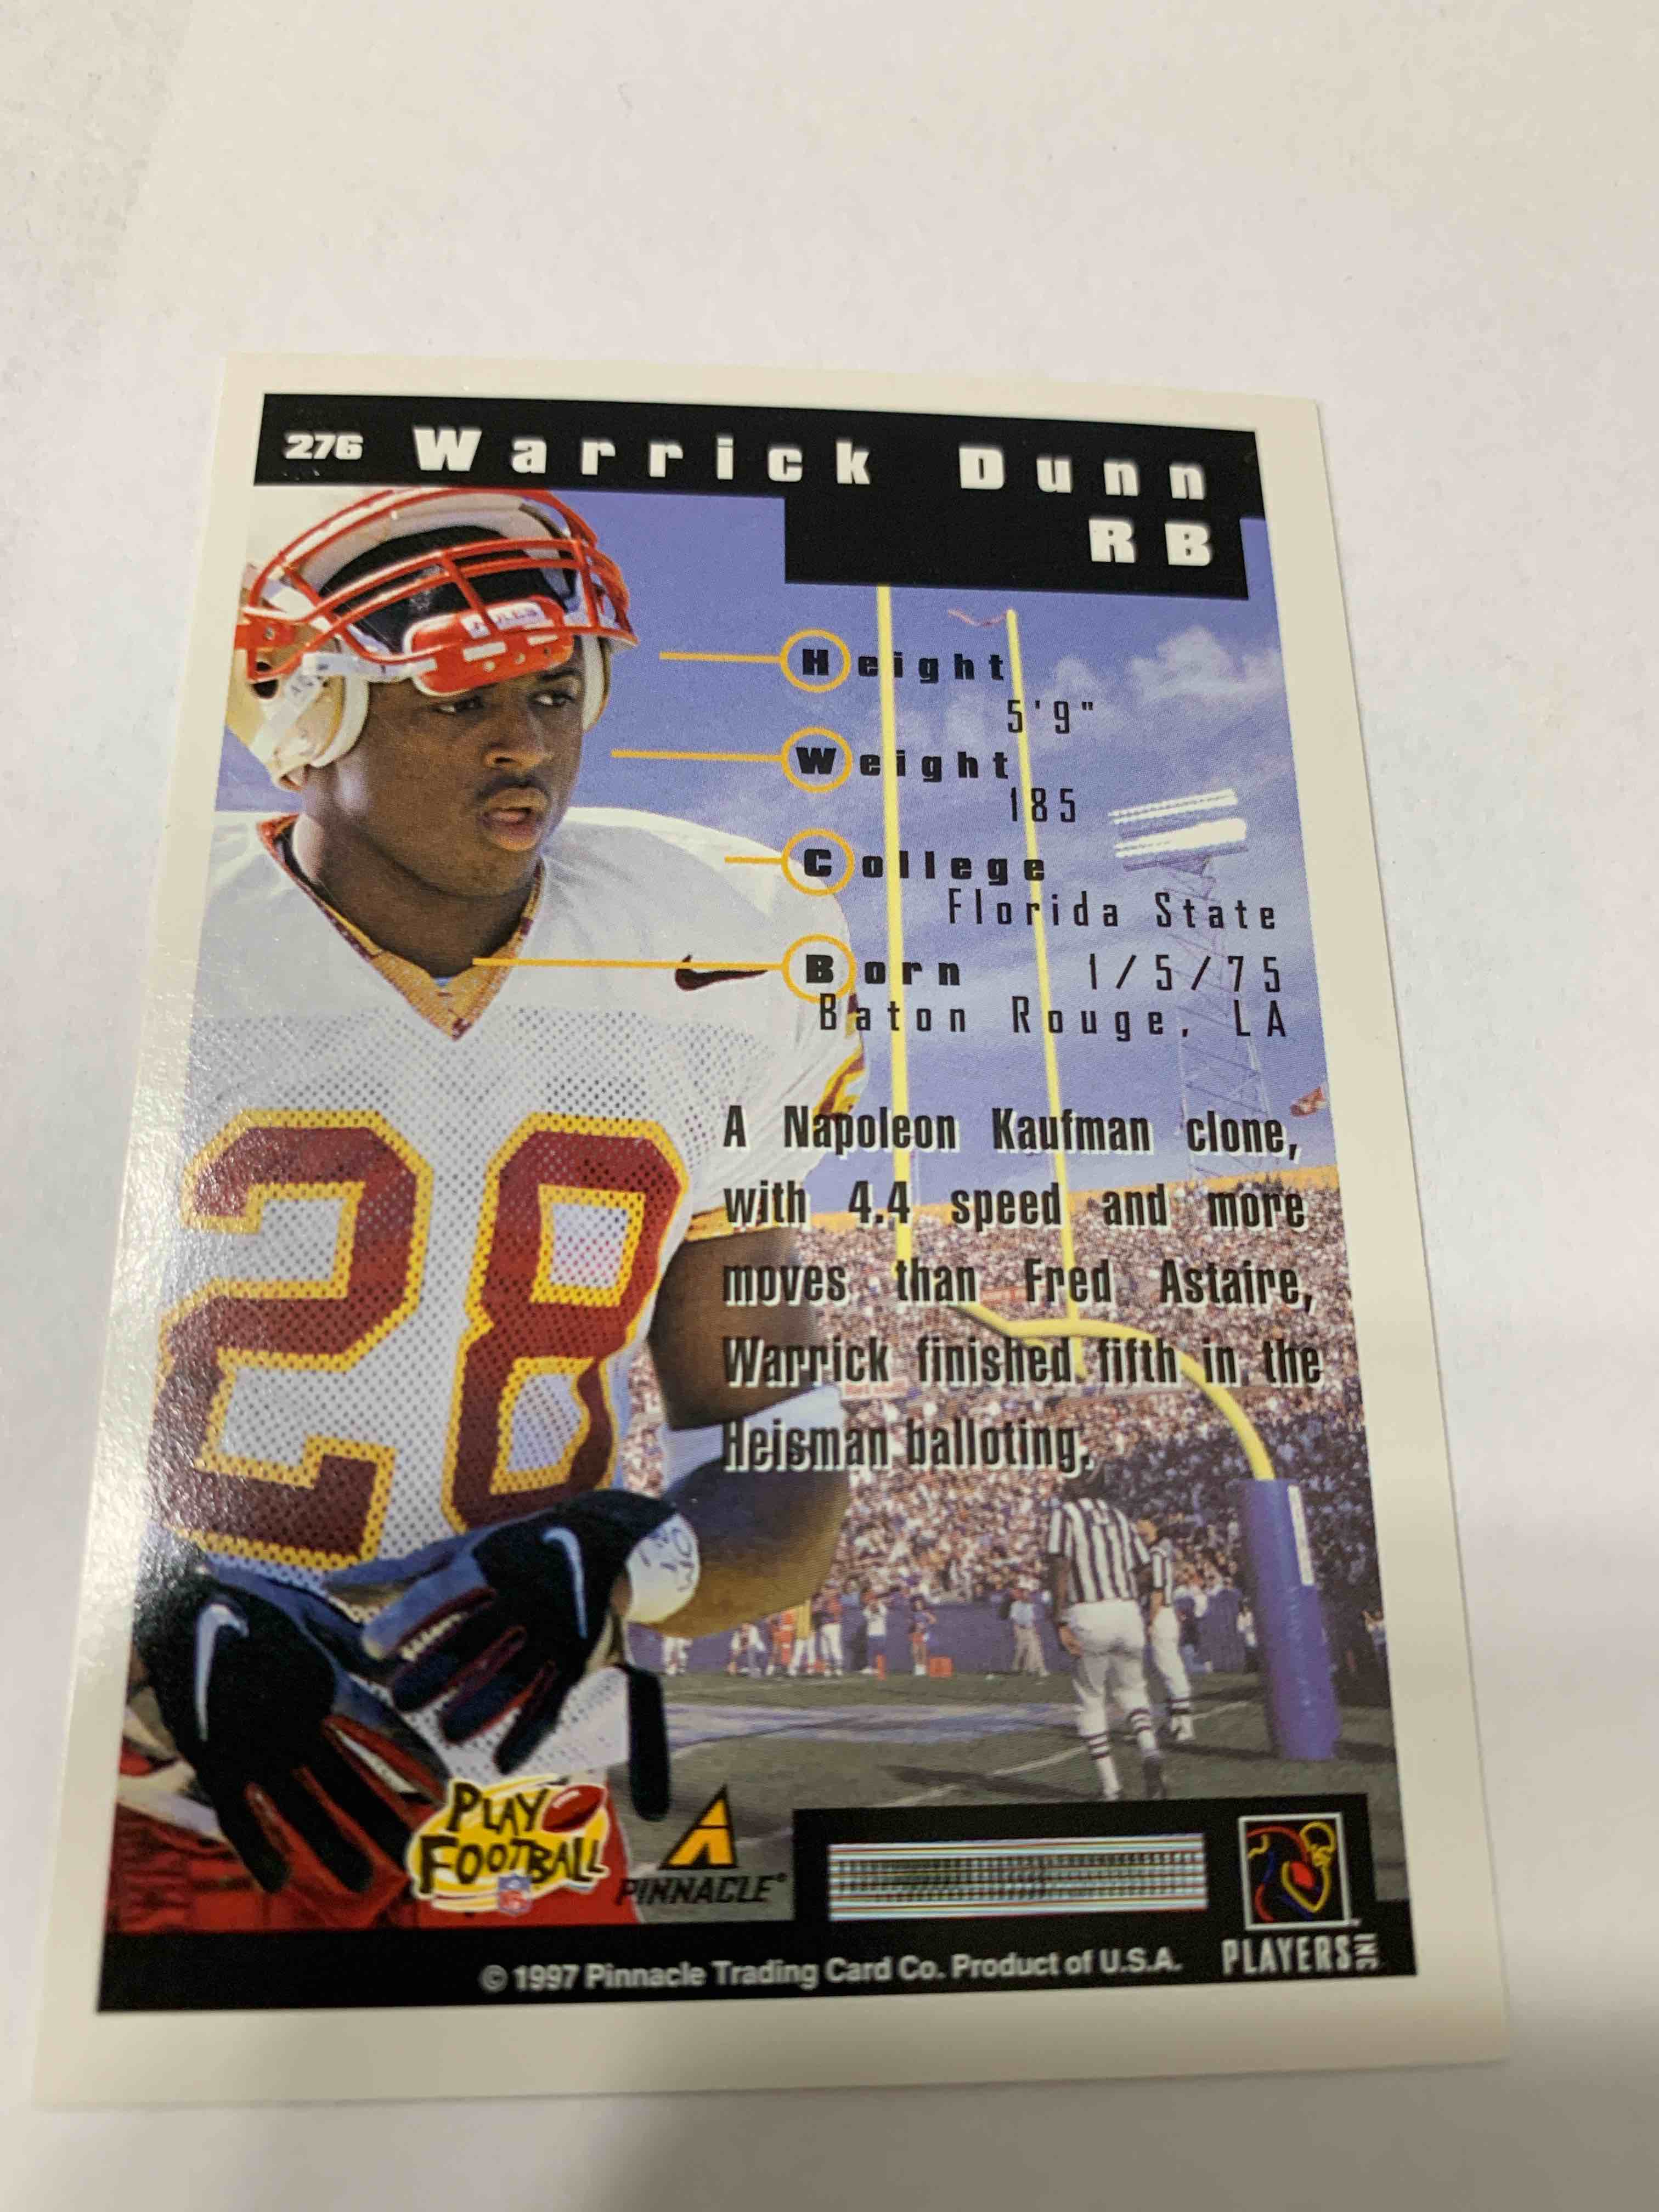 276 Warrick Dunn
RB
Height
5'9"
Weight
185
College
Florida State
Born 1/5/75
Baton Rouge, LA
A Napoleon Kaufman clone,
with 4.4 speed and more
moves than Fred Astaire,
Warrick finished fifth in the
Heisman balloting.
28
PLAY
FOOTBALL
PINNACLE
PLAYERS INC
© 1997 Pinnacle Trading Card Co. Product of U.S.A.